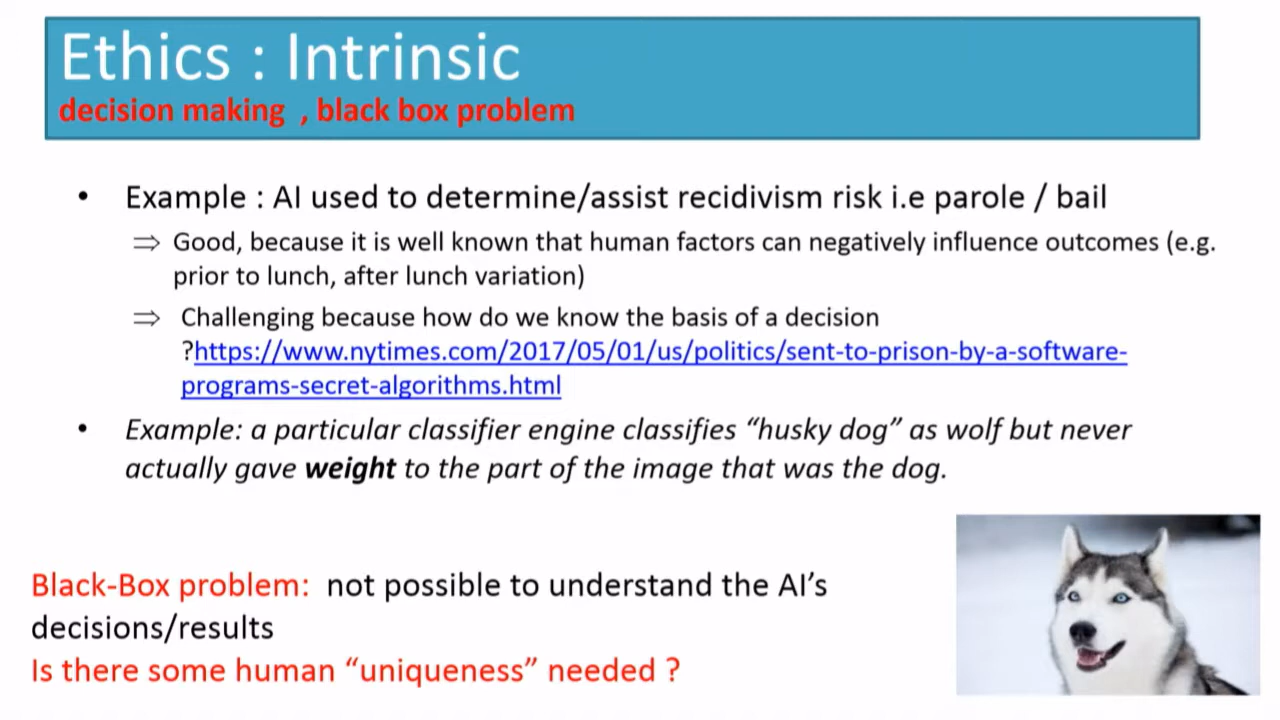 Ethics : Intrinsic
decision making , black box problem
• Example : AI used to determine/assist recidivism risk i.e parole / bail
⇒ Good, because it is well known that human factors can negatively influence outcomes (e.g.
prior to lunch, after lunch variation)
⇒ Challenging because how do we know the basis of a decision
?https://www.nytimes.com/2017/05/01/us/politics/sent-to-prison-by-a-software-
programs-secret-algorithms.html
• Example: a particular classifier engine classifies “husky dog” as wolf but never
actually gave weight to the part of the image that was the dog.
Black-Box problem: not possible to understand the AI’s
decisions/results
Is there some human “uniqueness” needed ?